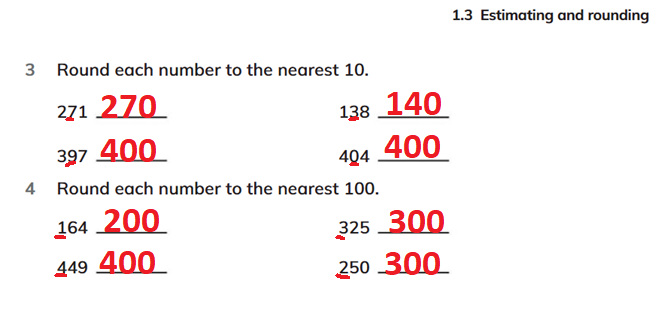 1.3 Estimating and rounding
3 Round each number to the nearest 10.
271 270 138 140
397 400 404 400
4 Round each number to the nearest 100.
164 200 325 300
449 400 250 300